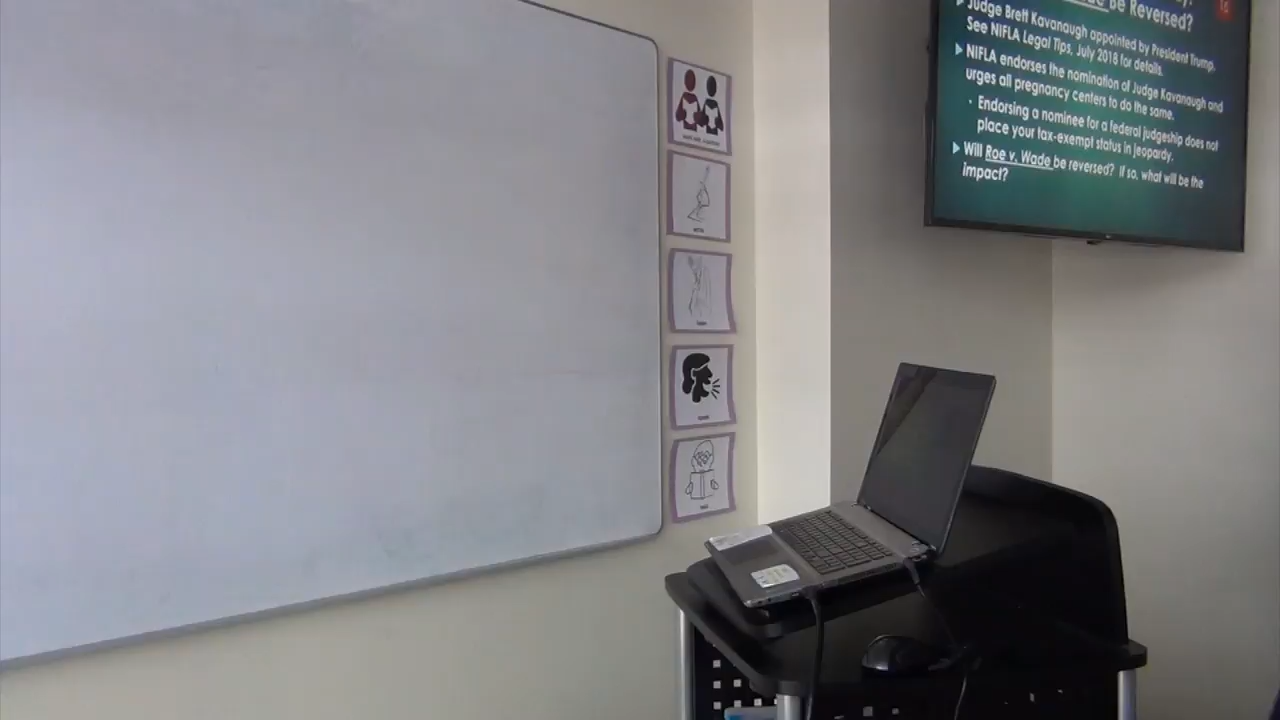 Be Reversed?
16
Judge Brett Kavanaugh appointed by President Trump.
See NIFLA Legal Tips, July 2018 for details.
NIFLA endorses the nomination of Judge Kavanaugh and
urges all pregnancy centers to do the same.
Endorsing a nominee for a federal judgeship does not
place your tax-exempt status in jeopardy.
Will Roe v. Wade be reversed? If so, what will be the
impact?